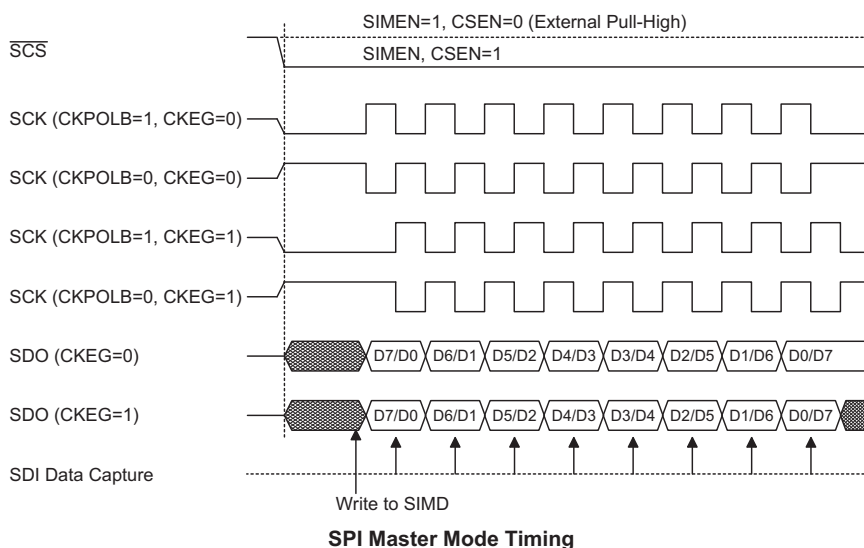 SIMEN=1, CSEN=0 (External Pull-High)
SCS
SIMEN, CSEN=1
SCK (CKPOLB=1, CKEG=0)
SCK (CKPOLB=0, CKEG=0)
SCK (CKPOLB=1, CKEG=1)
SCK (CKPOLB=0, CKEG=1)
SDO (CKEG=0) D7/D0 D6/D1 D5/D2 D4/D3 D3/D4 D2/D5 D1/D6 D0/D7
SDO (CKEG=1) D7/D0 D6/D1 D5/D2 D4/D3 D3/D4 D2/D5 D1/D6 D0/D7
SDI Data Capture
Write to SIMD
SPI Master Mode Timing